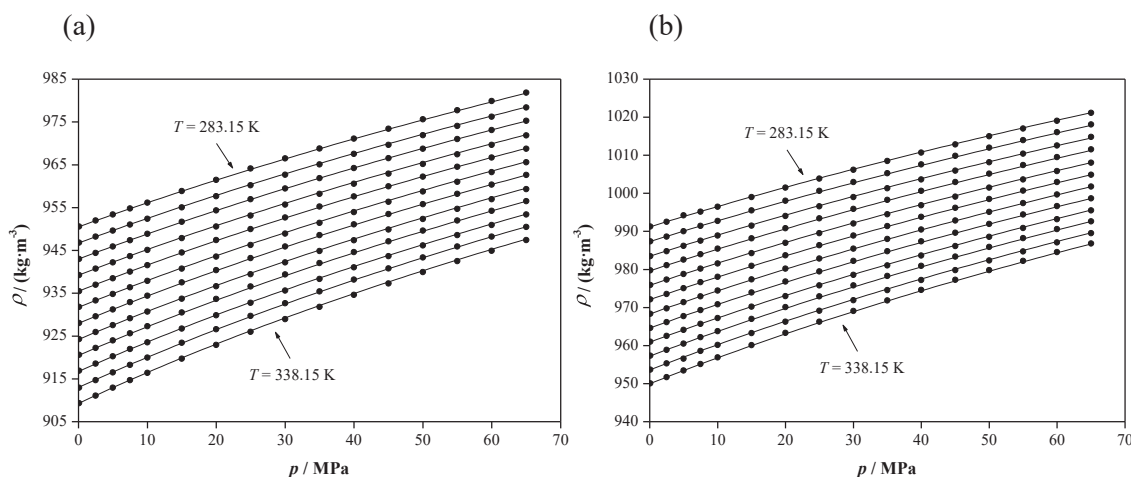 (a)
(b)
985
975
965
955
945
935
925
915
905
ρ / (kg·m⁻³)
T = 283.15 K
T = 338.15 K
0 10 20 30 40 50 60 70
p / MPa
1030
1020
1010
1000
990
980
970
960
950
940
ρ / (kg·m⁻³)
T = 283.15 K
T = 338.15 K
0 10 20 30 40 50 60 70
p / MPa